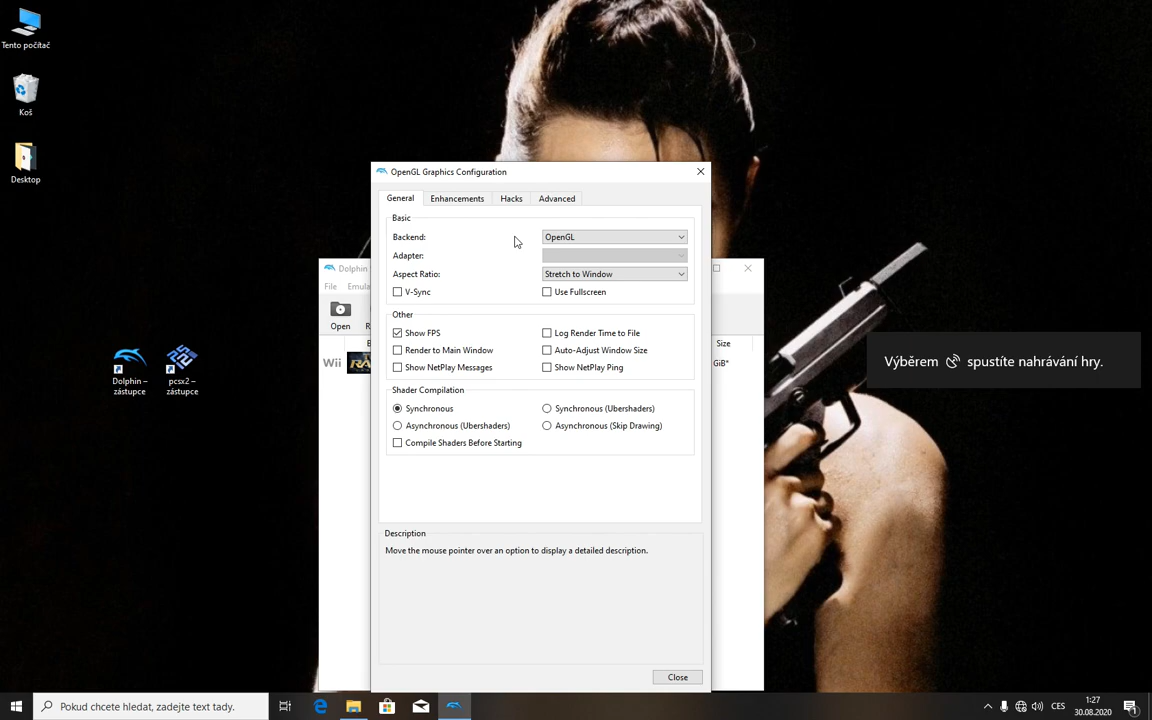 Tento počítač
Koš
Desktop
Dolphin –
zástupce
pcsx2 –
zástupce
Dolphin
File
Emula
Open
Size
Wii
GiB*
OpenGL Graphics Configuration
General
Enhancements
Hacks
Advanced
Basic
Backend:
OpenGL
Adapter:
Aspect Ratio:
Stretch to Window
V-Sync
Use Fullscreen
Other
Show FPS
Log Render Time to File
Render to Main Window
Auto-Adjust Window Size
Show NetPlay Messages
Show NetPlay Ping
Shader Compilation
Synchronous
Synchronous (Ubershaders)
Asynchronous (Ubershaders)
Asynchronous (Skip Drawing)
Compile Shaders Before Starting
Description
Move the mouse pointer over an option to display a detailed description.
Close
Výběrem spustíte nahrávání hry.
Pokud chcete hledat, zadejte text tady.
CES
1:27
30.08.2020
1